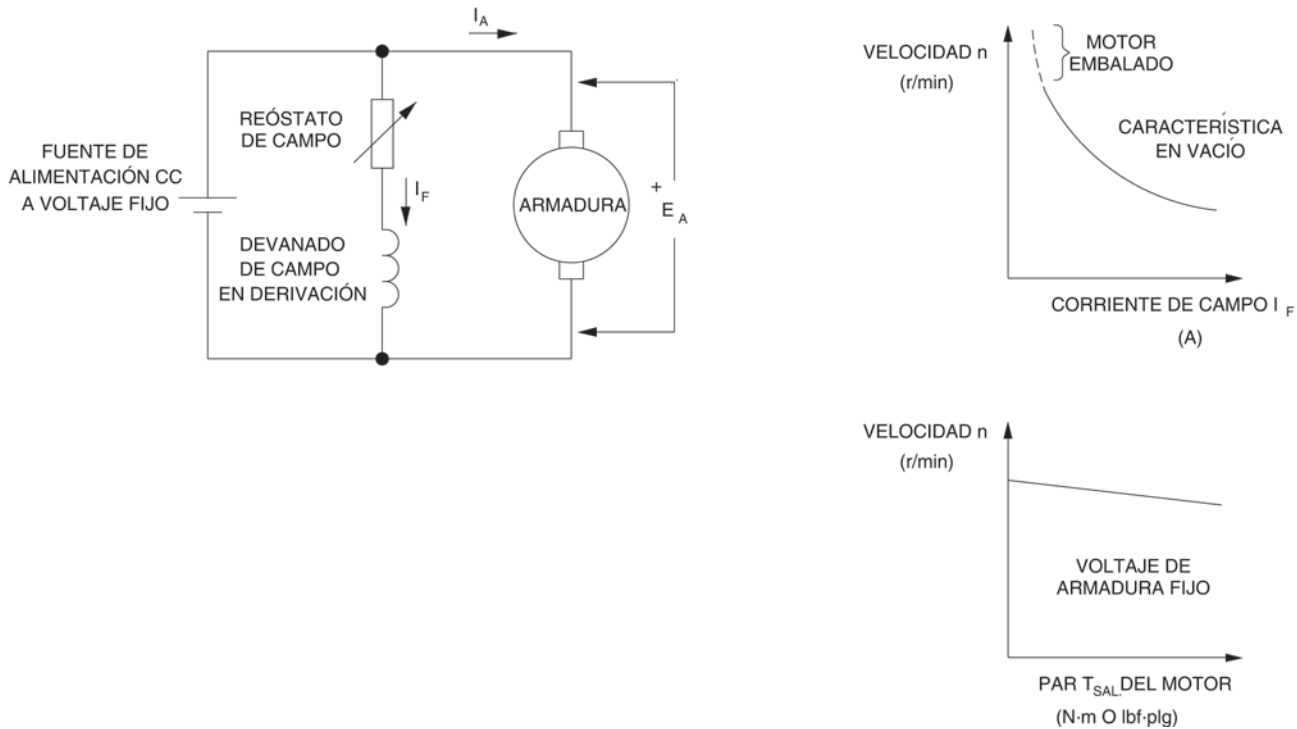 I A
REÓSTATO
DE CAMPO
FUENTE DE
ALIMENTACIÓN CC
A VOLTAJE FIJO
I F
DEVANADO
DE CAMPO
EN DERIVACIÓN
ARMADURA
+
E A
VELOCIDAD n
(r/min)
MOTOR
EMBALADO
CARACTERÍSTICA
EN VACÍO
CORRIENTE DE CAMPO I F
(A)
VELOCIDAD n
(r/min)
VOLTAJE DE
ARMADURA FIJO
PAR TSAL. DEL MOTOR
(N·m O lbf·plg)